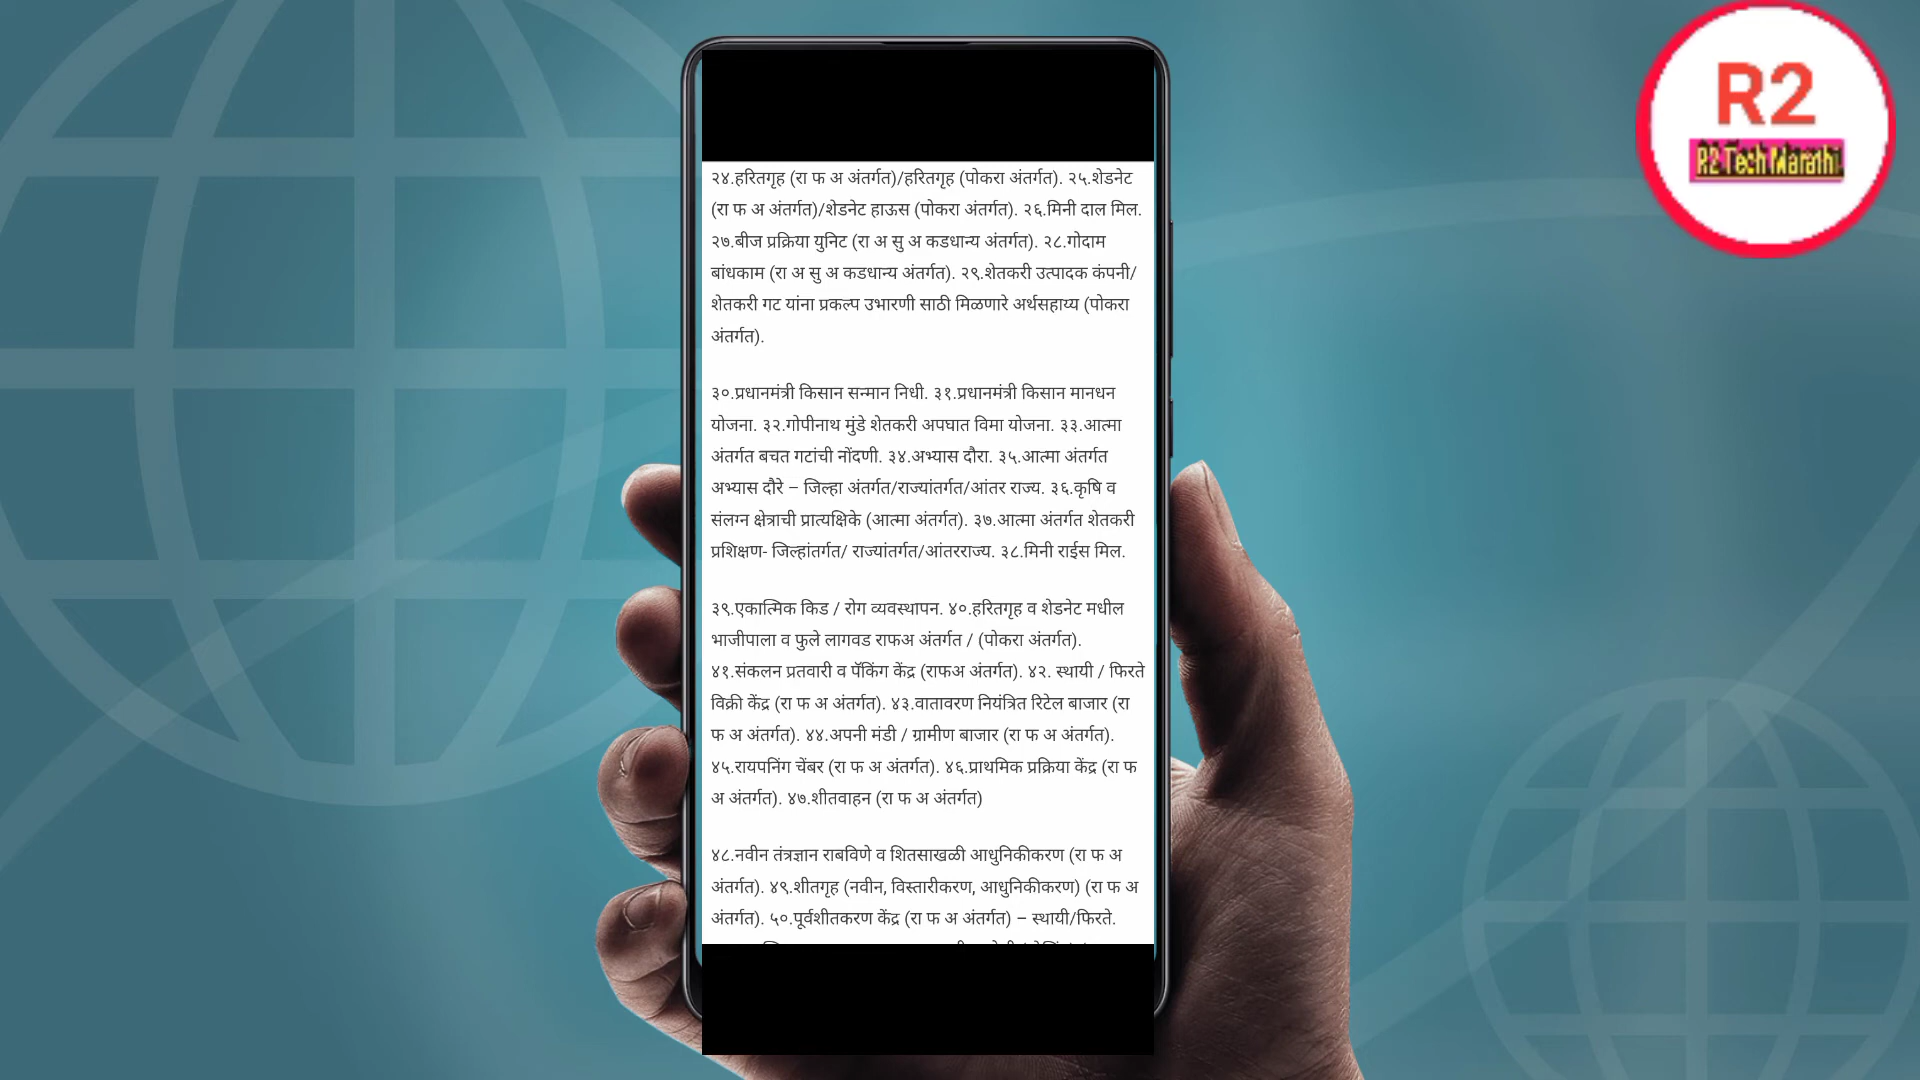 R2
R2 Tech Marathi
२४.हरितगृह (रा फ अ अंतर्गत)/हरितगृह (पोकरा अंतर्गत). २५.शेडनेट
(रा फ अ अंतर्गत)/शेडनेट हाऊस (पोकरा अंतर्गत). २६.मिनी दाल मिल.
२७.बीज प्रक्रिया युनिट (रा अ सु अ कडधान्य अंतर्गत). २८.गोदाम
बांधकाम (रा अ सु अ कडधान्य अंतर्गत). २९.शेतकरी उत्पादक कंपनी/
शेतकरी गट यांना प्रकल्प उभारणी साठी मिळणारे अर्थसहाय्य (पोकरा
अंतर्गत).
३०.प्रधानमंत्री किसान सन्मान निधी. ३१.प्रधानमंत्री किसान मानधन
योजना. ३२.गोपीनाथ मुंडे शेतकरी अपघात विमा योजना. ३३.आत्मा
अंतर्गत बचत गटांची नोंदणी. ३४.अभ्यास दौरा. ३५.आत्मा अंतर्गत
अभ्यास दौरे – जिल्हा अंतर्गत/राज्यांतर्गत/आंतर राज्य. ३६.कृषि व
संलग्न क्षेत्राची प्रात्यक्षिके (आत्मा अंतर्गत). ३७.आत्मा अंतर्गत शेतकरी
प्रशिक्षण- जिल्हांतर्गत/ राज्यांतर्गत/आंतरराज्य. ३८.मिनी राईस मिल.
३९.एकात्मिक किड / रोग व्यवस्थापन. ४०.हरितगृह व शेडनेट मधील
भाजीपाला व फुले लागवड राफअ अंतर्गत / (पोकरा अंतर्गत).
४१.संकलन प्रतवारी व पॅकिंग केंद्र (राफअ अंतर्गत). ४२. स्थायी / फिरते
विक्री केंद्र (रा फ अ अंतर्गत). ४३.वातावरण नियंत्रित रिटेल बाजार (रा
फ अ अंतर्गत). ४४.अपनी मंडी / ग्रामीण बाजार (रा फ अ अंतर्गत).
४५.रायपनिंग चेंबर (रा फ अ अंतर्गत). ४६.प्राथमिक प्रक्रिया केंद्र (रा फ
अ अंतर्गत). ४७.शीतवाहन (रा फ अ अंतर्गत)
४८.नवीन तंत्रज्ञान राबविणे व शितसाखळी आधुनिकीकरण (रा फ अ
अंतर्गत). ४९.शीतगृह (नवीन, विस्तारीकरण, आधुनिकीकरण) (रा फ अ
अंतर्गत). ५०.पूर्वशीतकरण केंद्र (रा फ अ अंतर्गत) – स्थायी/फिरते.